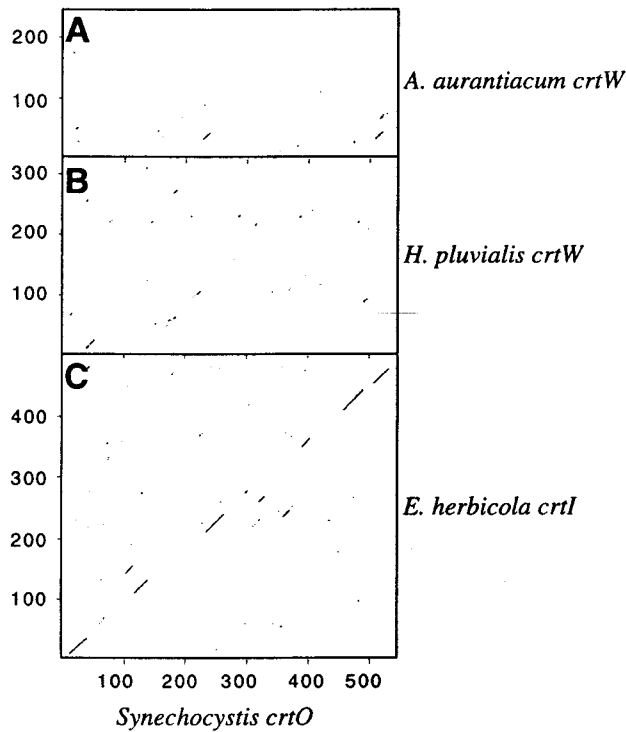 A
200
100
A. aurantiacum crtW
B
300
200
100
H. pluvialis crtW
C
400
300
200
100
E. herbicola crtI
100 200 300 400 500
Synechocystis crtO